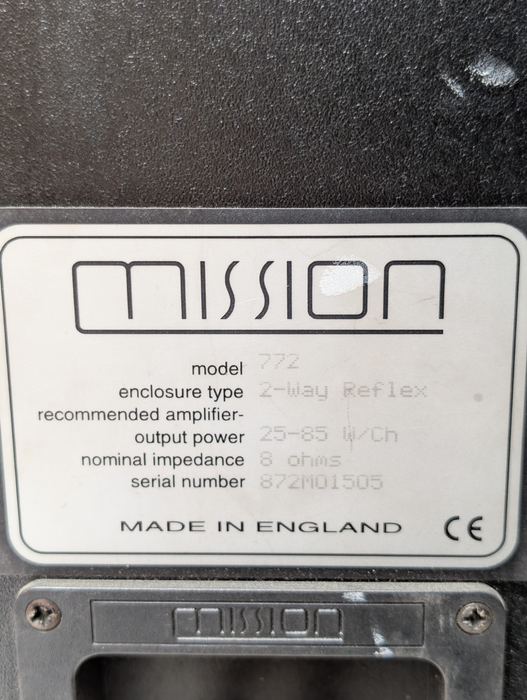 mission
model 772
enclosure type 2-Way Reflex
recommended amplifier-
output power 25-85 W/Ch
nominal impedance 8 ohms
serial number 872M01505
MADE IN ENGLAND CE
mission